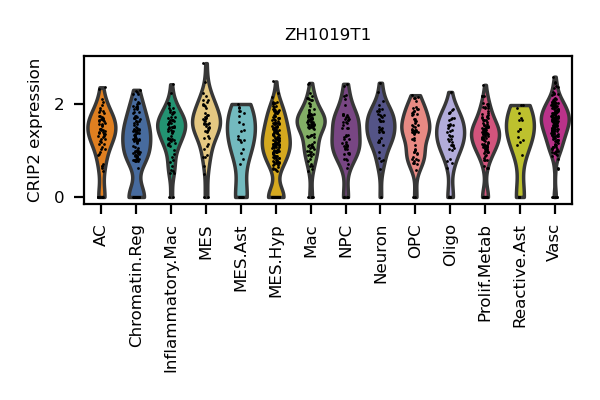 ZH1019T1
CRIP2 expression
2
0
AC
Chromatin.Reg
Inflammatory.Mac
MES
MES.Ast
MES.Hyp
Mac
NPC
Neuron
OPC
Oligo
Prolif.Metab
Reactive.Ast
Vasc